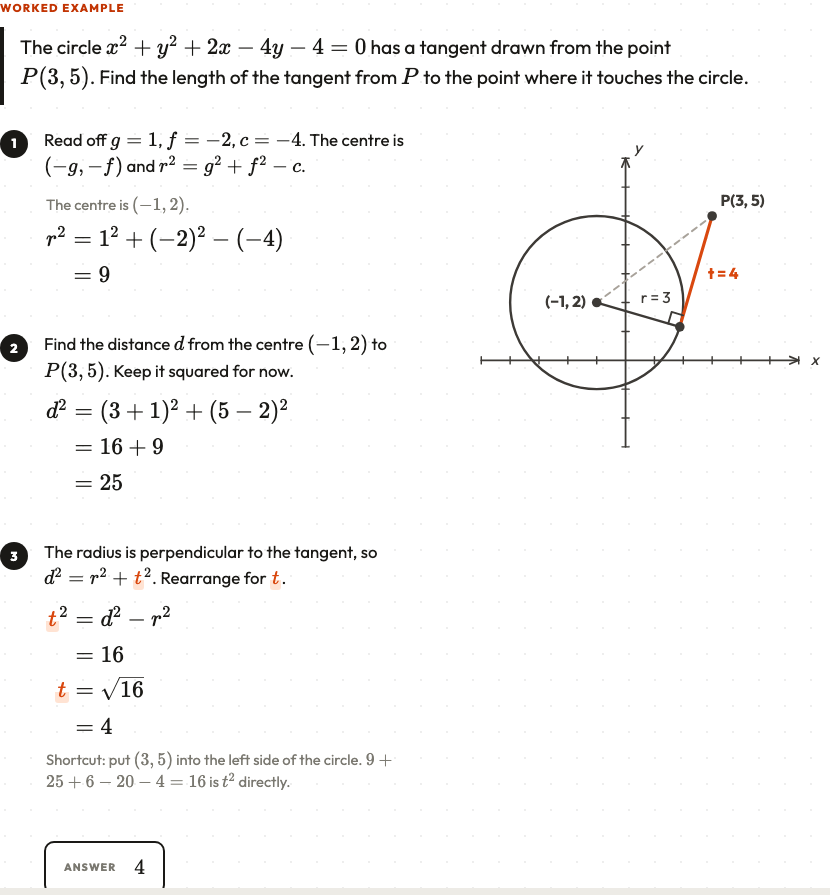 WORKED EXAMPLE
The circle x² + y² + 2x − 4y − 4 = 0 has a tangent drawn from the point
P(3, 5). Find the length of the tangent from P to the point where it touches the circle.
1
Read off g = 1, f = −2, c = −4. The centre is
(−g, −f) and r² = g² + f² − c.
The centre is (−1, 2).
r² = 1² + (−2)² − (−4)
= 9
2
Find the distance d from the centre (−1, 2) to
P(3, 5). Keep it squared for now.
d² = (3 + 1)² + (5 − 2)²
= 16 + 9
= 25
3
The radius is perpendicular to the tangent, so
d² = r² + t². Rearrange for t.
t² = d² − r²
= 16
t = √16
= 4
Shortcut: put (3, 5) into the left side of the circle. 9 +
25 + 6 − 20 − 4 = 16 is t² directly.
ANSWER 4
y
P(3, 5)
t = 4
(−1, 2)
r = 3
x